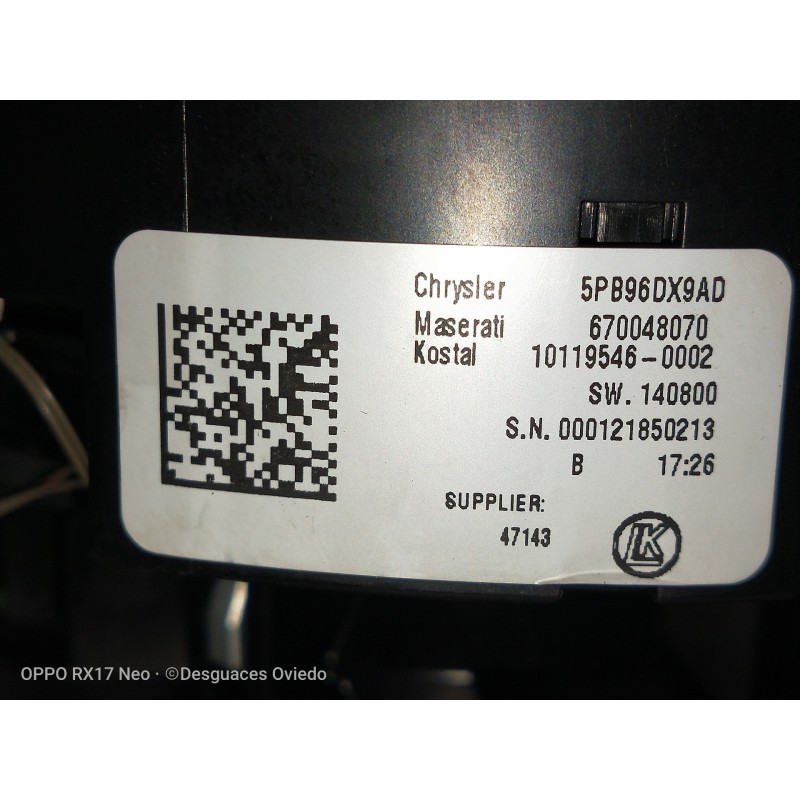 Chrysler 5PB96DX9AD
Maserati 670048070
Kostal 10119546-0002
SW. 140800
S.N. 000121850213
B 17:26
SUPPLIER:
47143
LK
OPPO RX17 Neo · ©Desguaces Oviedo